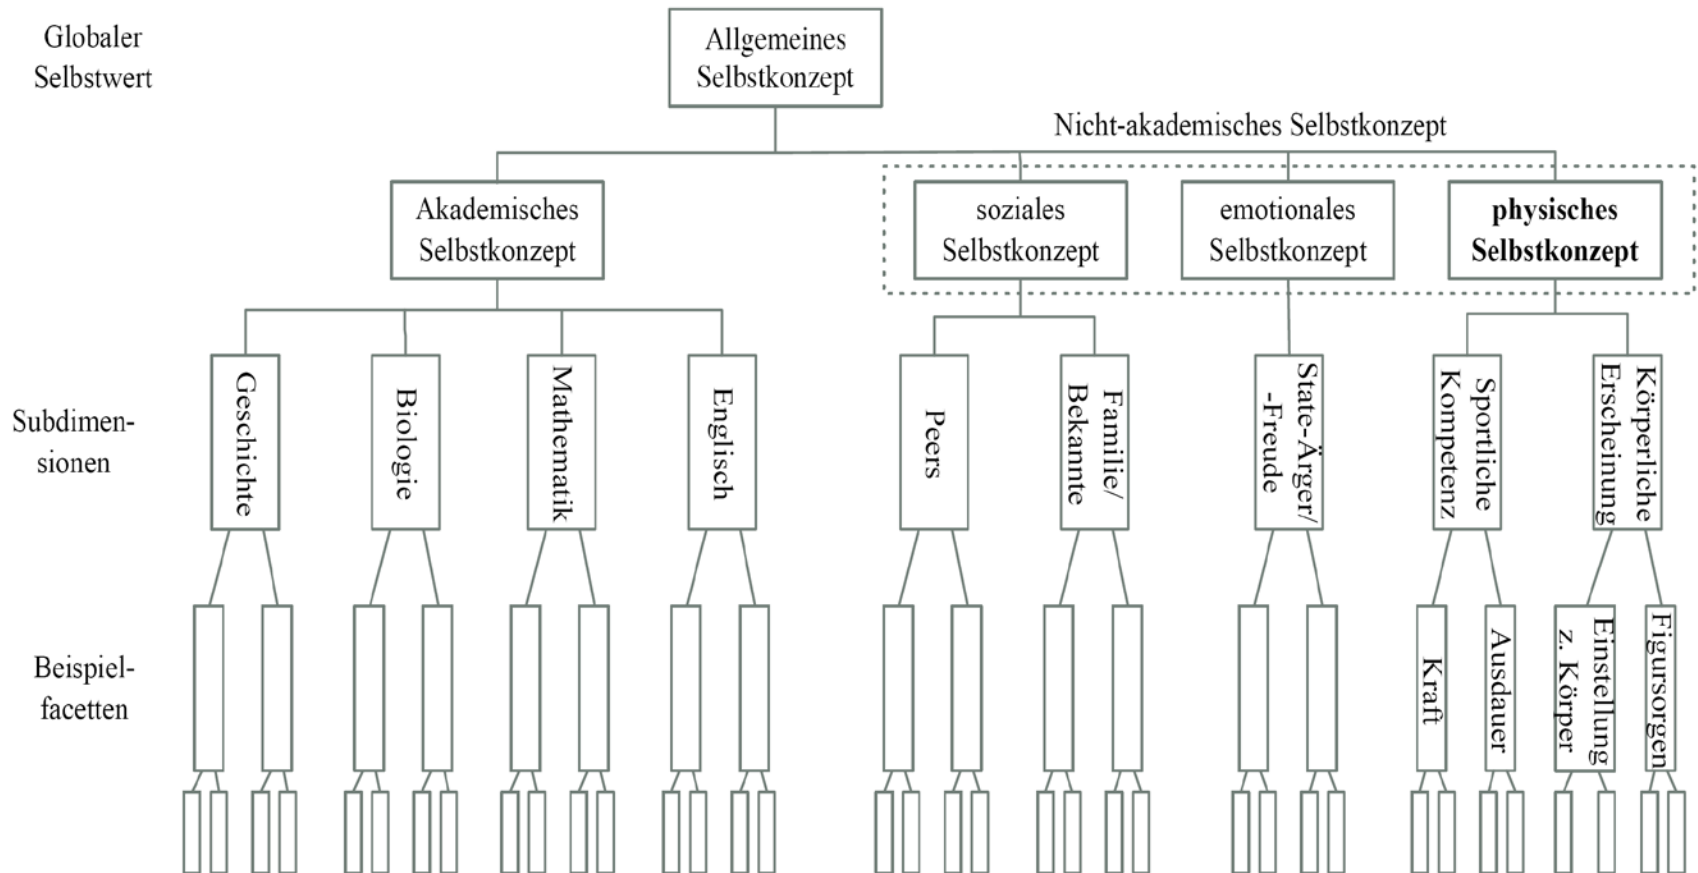 Globaler
Selbstwert
Allgemeines
Selbstkonzept
Nicht-akademisches Selbstkonzept
Akademisches
Selbstkonzept
soziales
Selbstkonzept
emotionales
Selbstkonzept
physisches
Selbstkonzept
Subdimen-
sionen
Geschichte
Biologie
Mathematik
Englisch
Peers
Familie/
Bekannte
State-Ärger/
-Freude
Sportliche
Kompetenz
Körperliche
Erscheinung
Beispiel-
facetten
Kraft
Ausdauer
Einstellung
z. Körper
Figursorgen